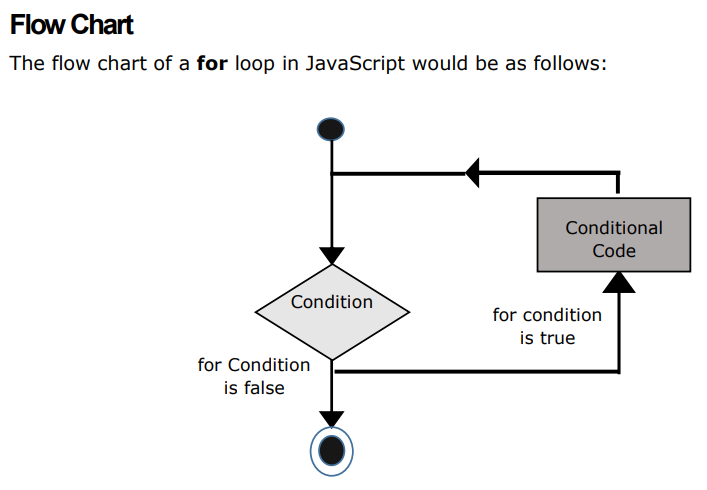 Flow Chart
The flow chart of a for loop in JavaScript would be as follows:
Conditional
Code
Condition
for condition
is true
for Condition
is false